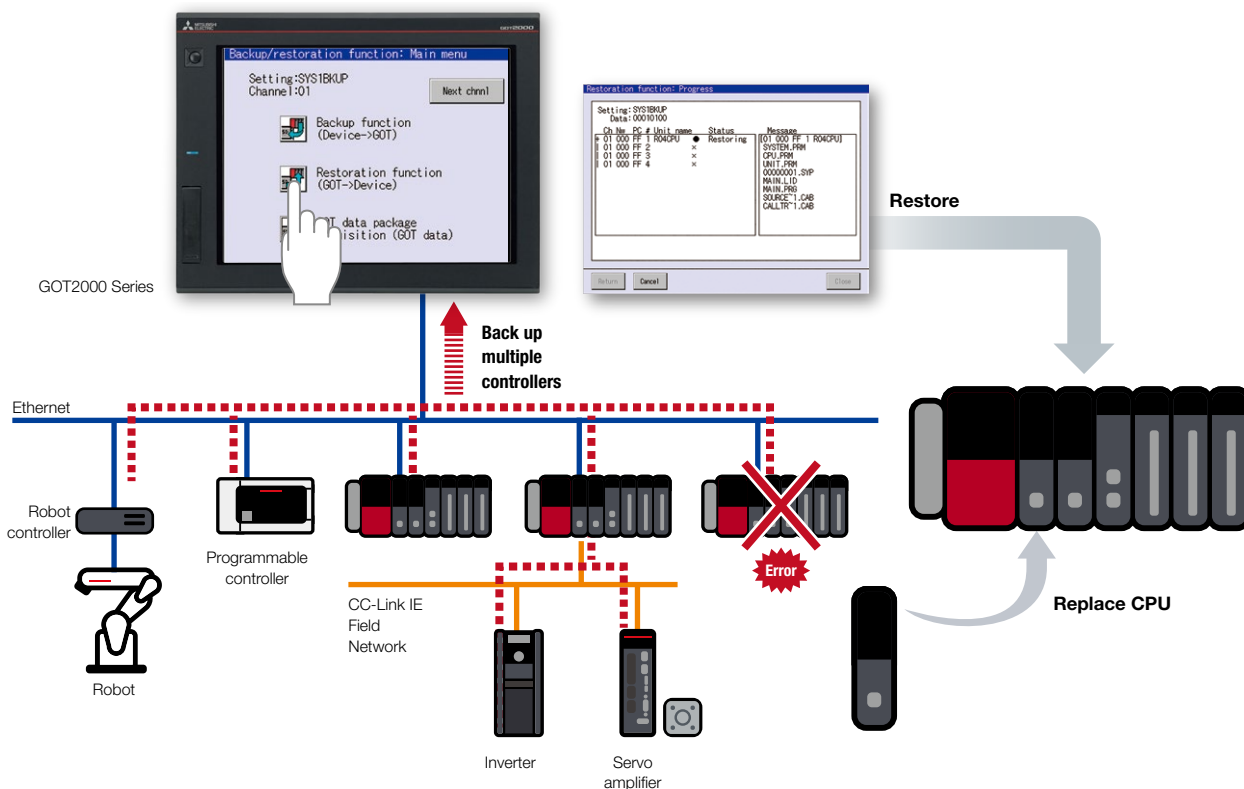 MITSUBISHI
ELECTRIC
GOT2000
Backup/restoration function: Main menu
Setting:SYS1BKUP
Channel:01
Next chnnl
Backup function
(Device->GOT)
Restoration function
(GOT->Device)
data package
(GOT data)
GOT2000 Series
Restoration function: Progress
Setting:SYS1BKUP
Data:00010100
Ch Nw PC # Unit name Status Message
* 01 000 FF 1 R04CPU ● Restoring [01 000 FF 1 R04CPU]
01 000 FF 2 × SYSTEM.PRM
01 000 FF 3 × CPU.PRM
01 000 FF 4 × UNIT.PRM
00000001.SYP
MAIN.LID
MAIN.PRG
SOURCE~1.CAB
CALLTR~1.CAB
Return Cancel Close
Restore
Back up
multiple
controllers
Ethernet
Robot
controller
Programmable
controller
Error
CC-Link IE
Field
Network
Replace CPU
Robot
Inverter
Servo
amplifier